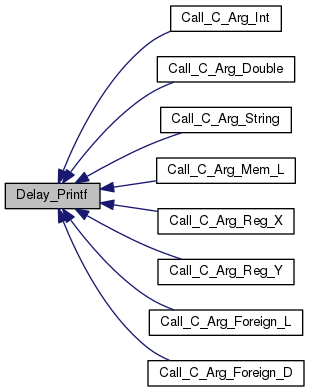 Call_C_Arg_Int
Call_C_Arg_Double
Call_C_Arg_String
Call_C_Arg_Mem_L
Delay_Printf
Call_C_Arg_Reg_X
Call_C_Arg_Reg_Y
Call_C_Arg_Foreign_L
Call_C_Arg_Foreign_D